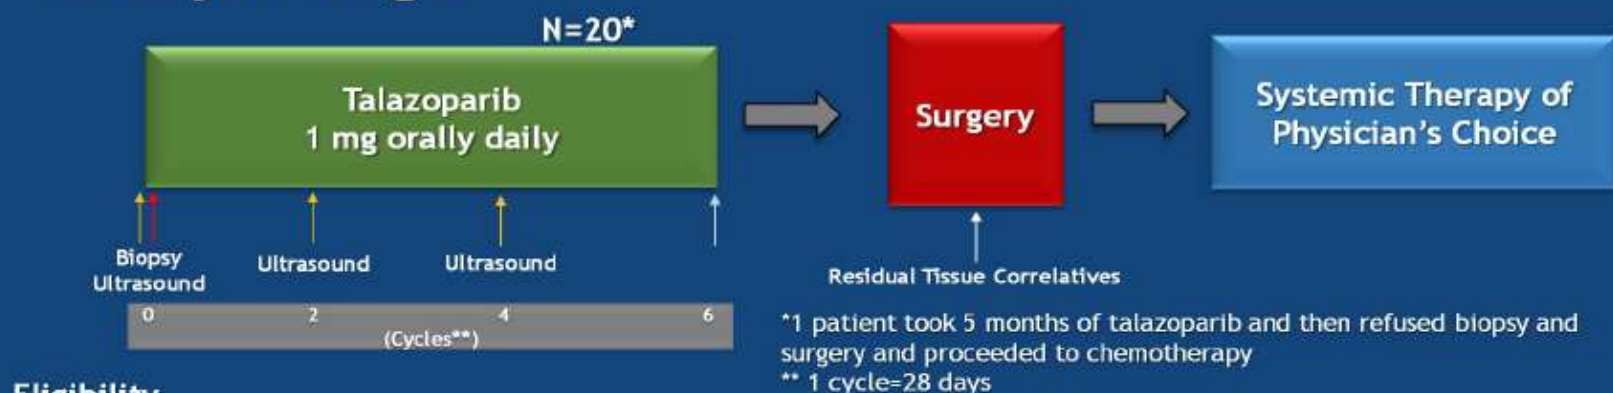 N=20*
Talazoparib
1 mg orally daily
Surgery
Systemic Therapy of
Physician's Choice
Biopsy
Ultrasound
Ultrasound
Ultrasound
Residual Tissue Correlatives
0 2 4 6
(Cycles**)
*1 patient took 5 months of talazoparib and then refused biopsy and
surgery and proceeded to chemotherapy
** 1 cycle=28 days
Eligibility